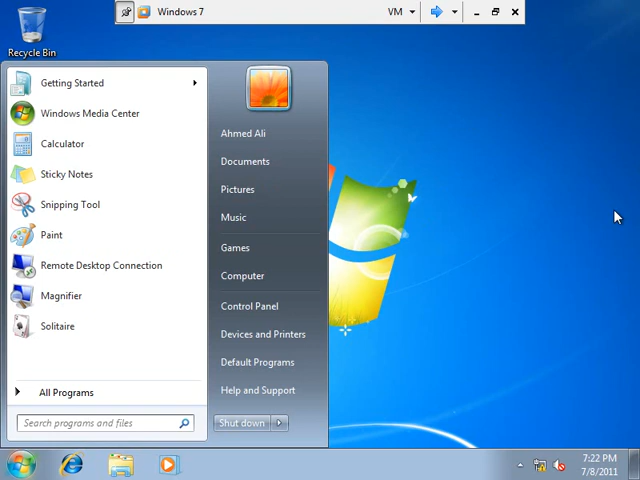 Windows 7
VM
Recycle Bin
Getting Started
Windows Media Center
Calculator
Sticky Notes
Snipping Tool
Paint
Remote Desktop Connection
Magnifier
Solitaire
All Programs
Search programs and files
Ahmed Ali
Documents
Pictures
Music
Games
Computer
Control Panel
Devices and Printers
Default Programs
Help and Support
Shut down
7:22 PM
7/8/2011